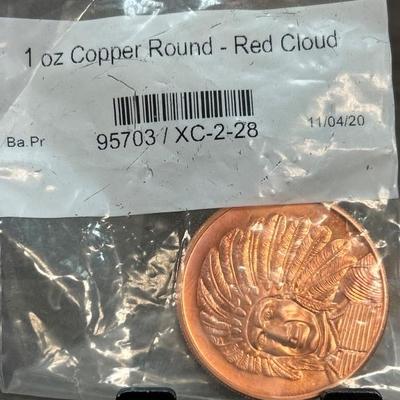 1 oz Copper Round - Red Cloud
Ba.Pr 95703 / XC-2-28 11/04/20